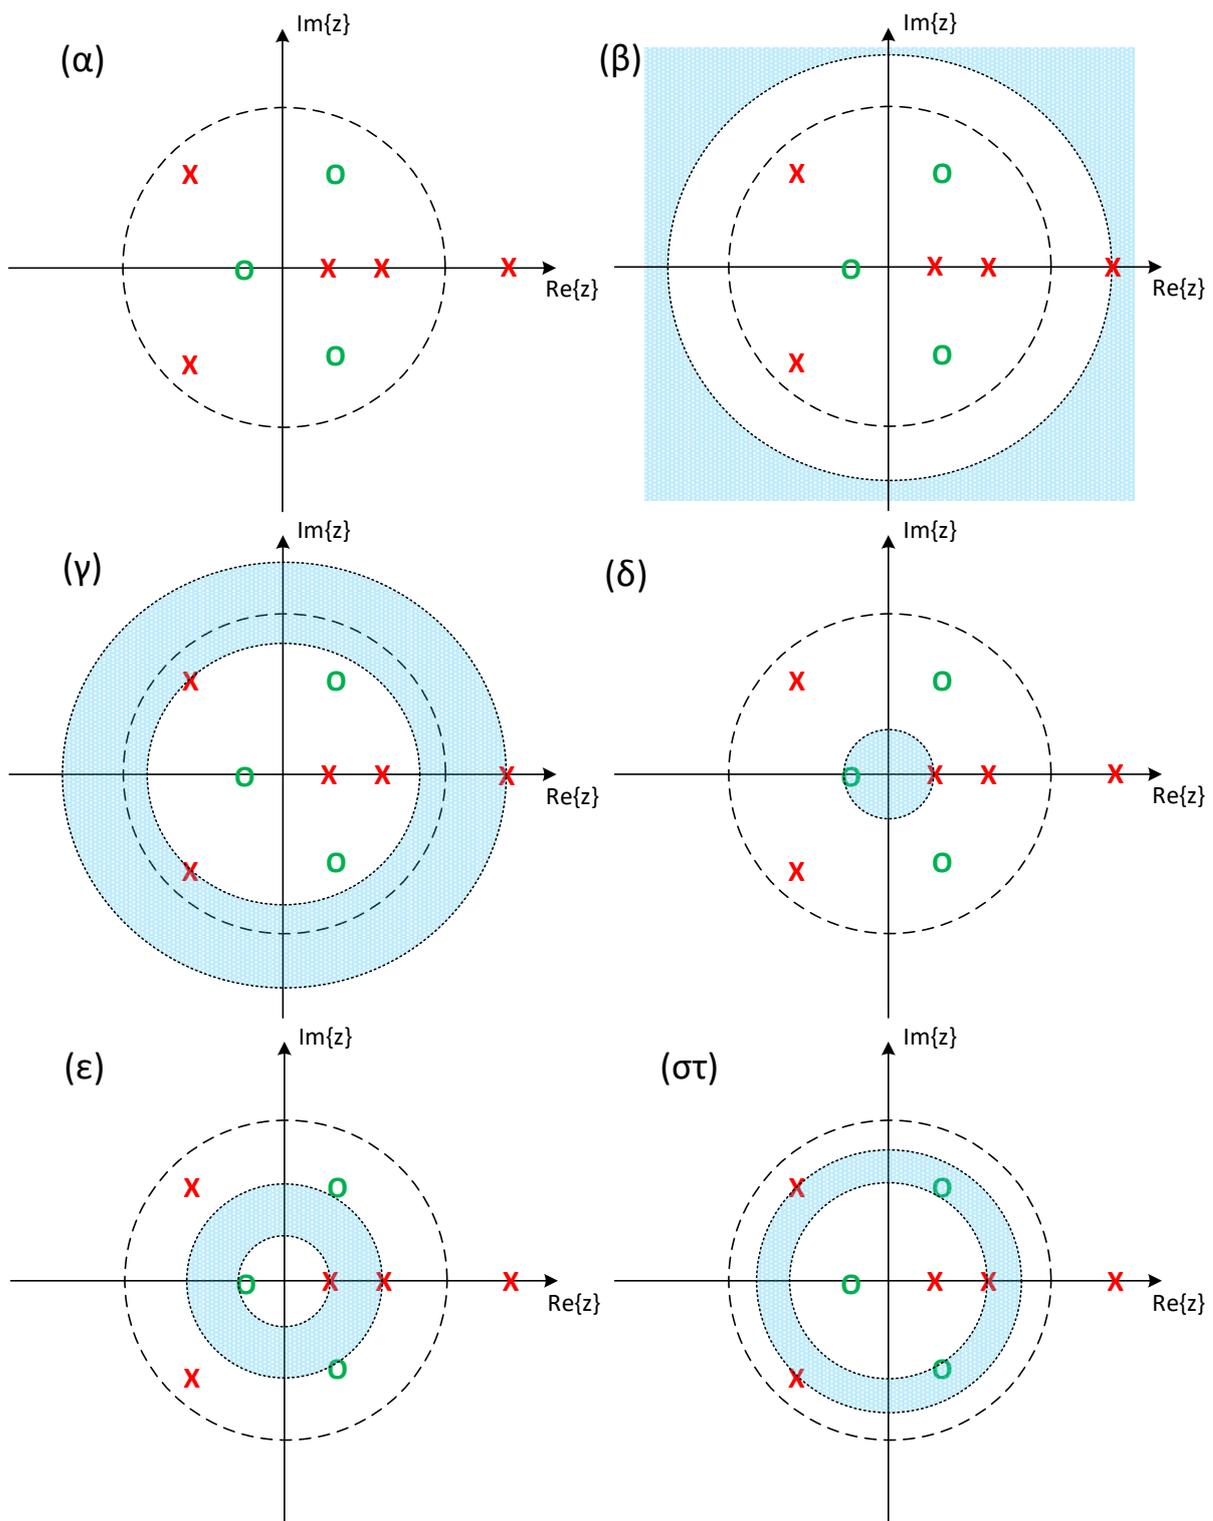 (α)
Im{z}
X
O
O
X
X
X
Re{z}
X
O
(β)
Im{z}
X
O
O
X
X
X
Re{z}
X
O
(γ)
Im{z}
X
O
O
X
X
X
Re{z}
X
O
(δ)
Im{z}
X
O
O
X
X
X
Re{z}
X
O
(ε)
Im{z}
X
O
O
X
X
X
Re{z}
X
O
(στ)
Im{z}
X
O
O
X
X
X
Re{z}
X
O